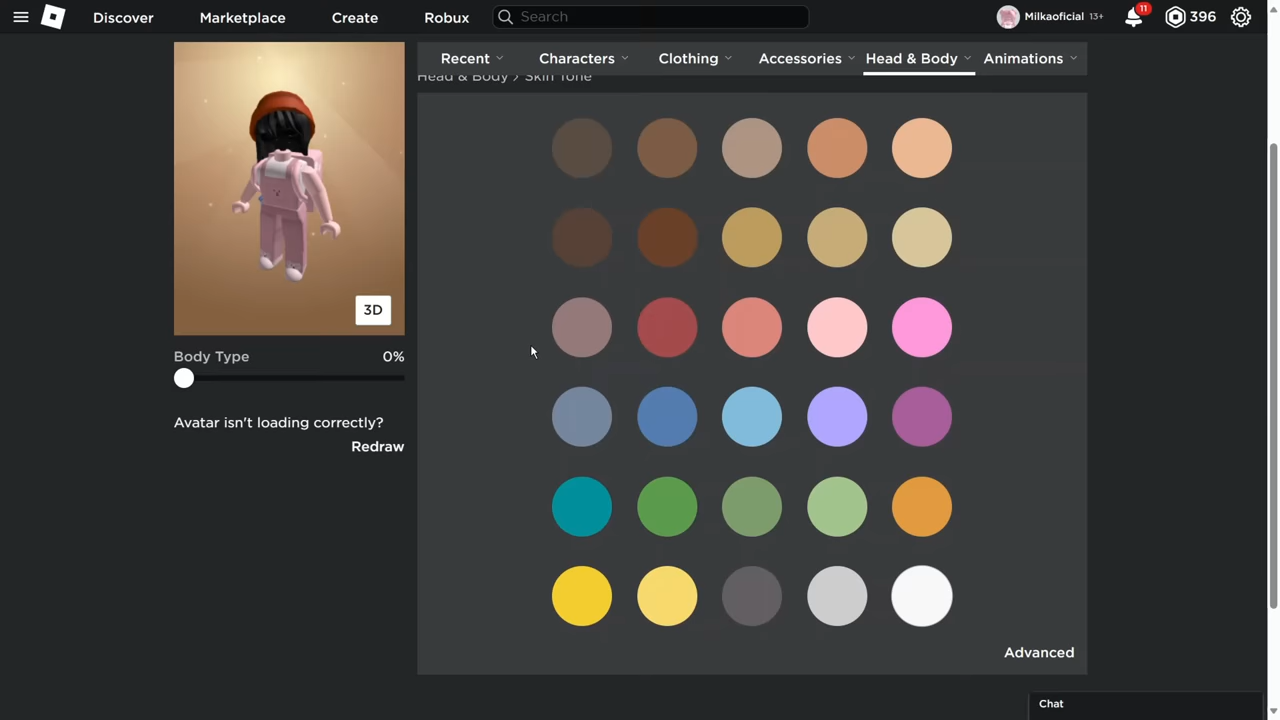 Discover
Marketplace
Create
Robux
Search
Milkaoficial 13+
11
396
Recent
Characters
Clothing
Accessories
Head & Body
Animations
Head & Body > Skin Tone
3D
Body Type 0%
Avatar isn't loading correctly?
Redraw
Advanced
Chat